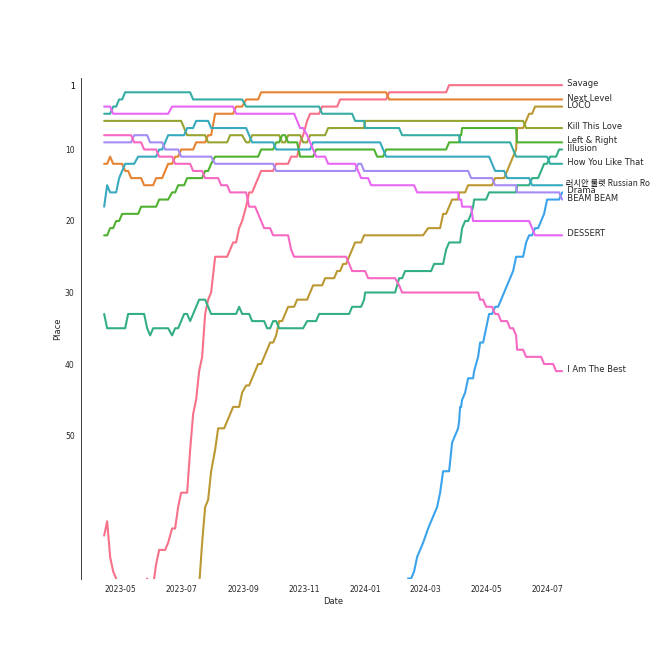 1
10
20
30
40
50
Place
2023-05
2023-07
2023-09
2023-11
2024-01
2024-03
2024-05
2024-07
Date
Savage
Next Level
LOCO
Kill This Love
Left & Right
Illusion
How You Like That
러시안 룰렛 Russian Ro
Drama
BEAM BEAM
DESSERT
I Am The Best